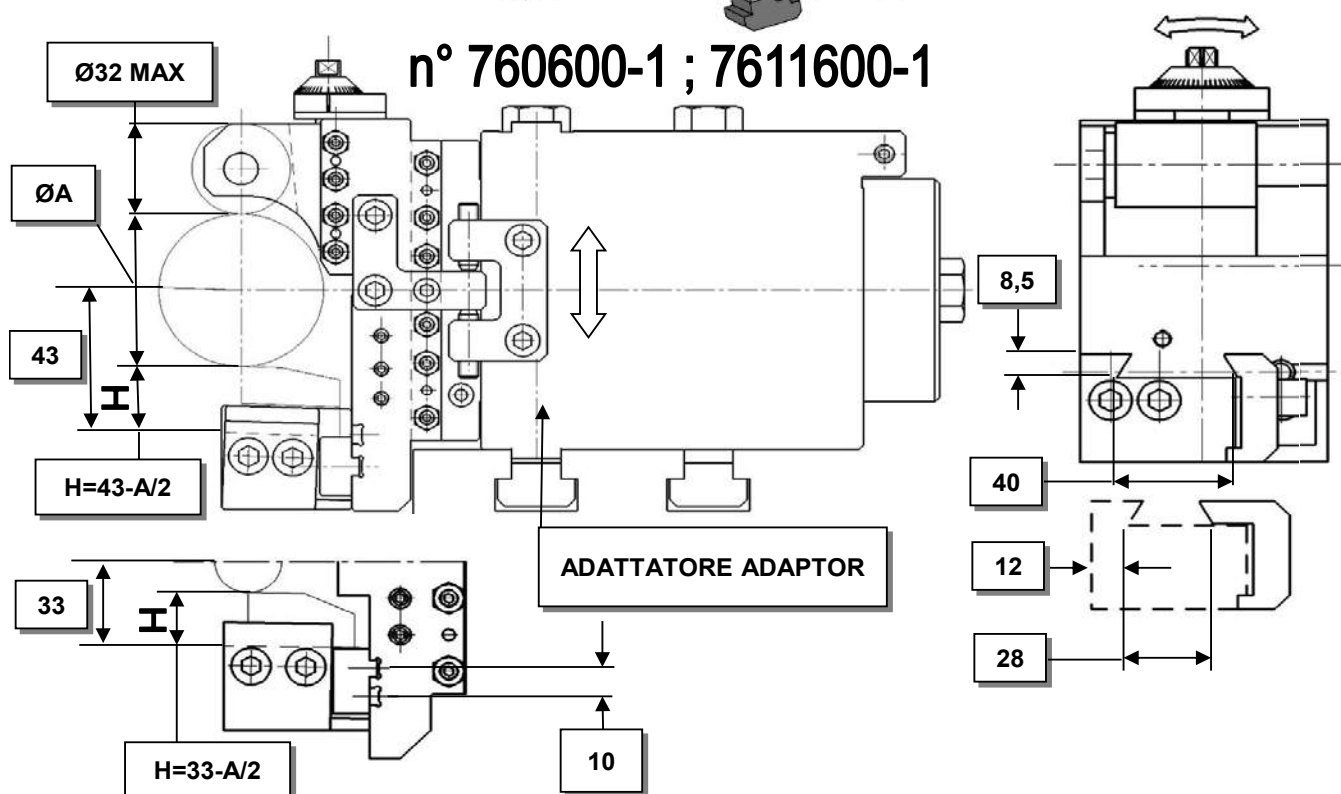 n° 760600-1 ; 7611600-1
Ø32 MAX
ØA
43
H
H=43-A/2
ADATTATORE ADAPTOR
8,5
40
12
28
33
H
H=33-A/2
10